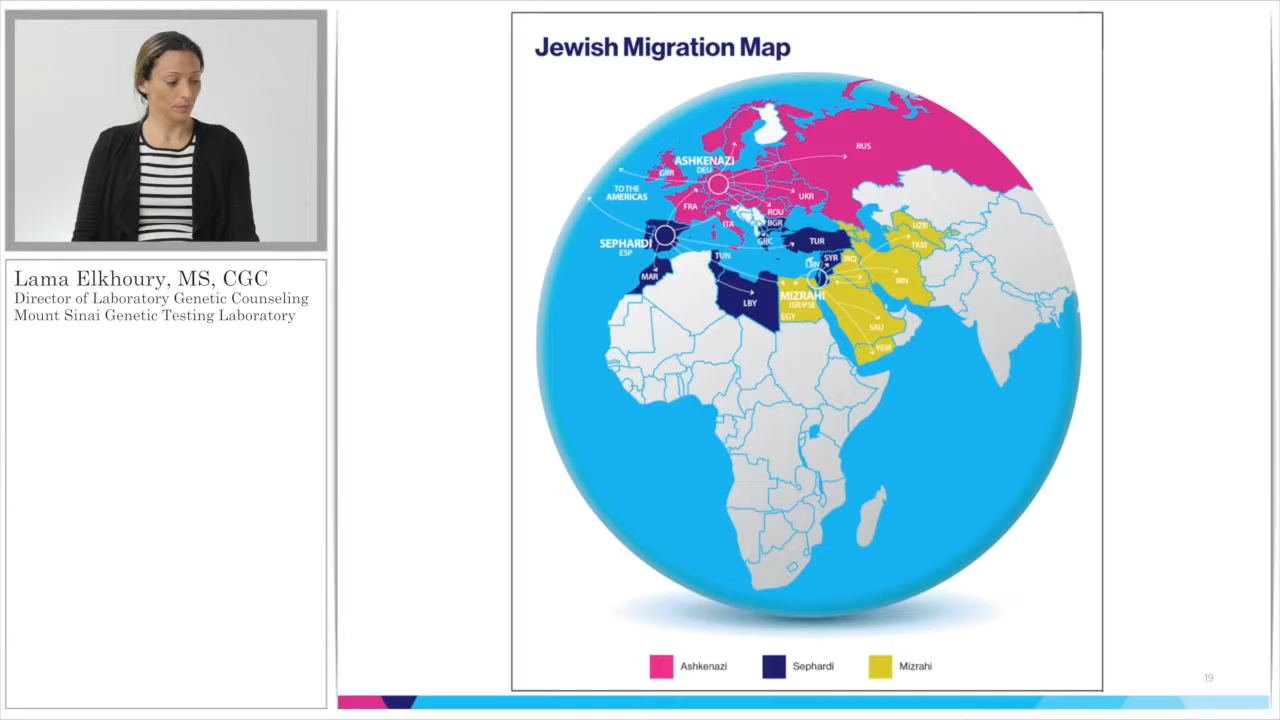 Lama Elkhoury, MS, CGC
Director of Laboratory Genetic Counseling
Mount Sinai Genetic Testing Laboratory
Jewish Migration Map
RUS
ASHKENAZI
DEU
GBR
TO THE
AMERICAS
UKR
FRA
ROU
ITA
BGR
UZB
SEPHARDI
ESP
GRC
TUR
TKM
TUN
SYR
IRQ
LBN
MAR
IRN
MIZRAHI
ISR/PSE
LBY
EGY
SAU
YEM
Ashkenazi
Sephardi
Mizrahi
19